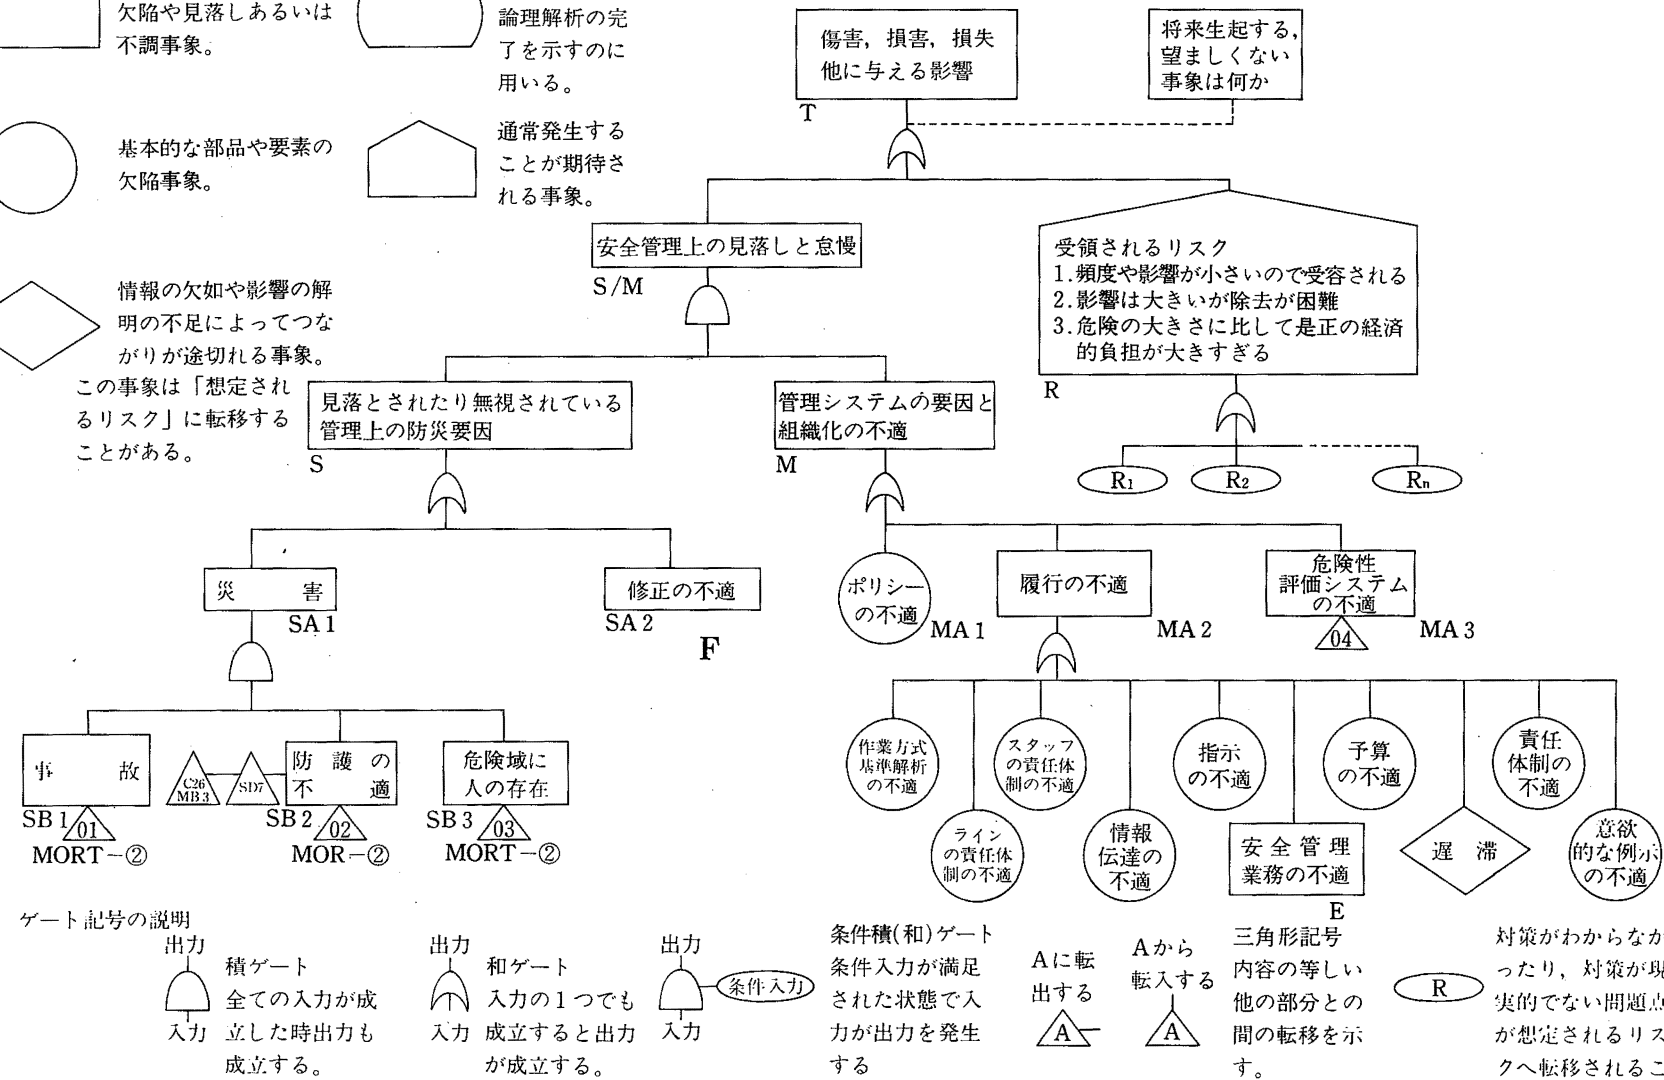 欠陥や見落しあるいは
不調事象。
論理解析の完
了を示すのに
用いる。
基本的な部品や要素の
欠陥事象。
通常発生する
ことが期待さ
れる事象。
情報の欠如や影響の解
明の不足によってつな
がりが途切れる事象。
この事象は「想定され
るリスク」に転移する
ことがある。
傷害，損害，損失
他に与える影響
T
将来生起する，
望ましくない
事象は何か
安全管理上の見落しと怠慢
S/M
受領されるリスク
1.頻度や影響が小さいので受容される
2.影響は大きいが除去が困難
3.危険の大きさに比して是正の経済
的負担が大きすぎる
R
R1
R2
Rn
見落とされたり無視されている
管理上の防災要因
S
管理システムの要因と
組織化の不適
M
災害
SA1
修正の不適
SA2
F
ポリシー
の不適
MA1
履行の不適
MA2
危険性
評価システム
の不適
04
MA3
事故
SB1
01
MORT－②
C26
MB3
SD7
防護の
不適
SB2
02
MOR－②
危険域に
人の存在
SB3
03
MORT－②
作業方式
基準解析
の不適
スタッフ
の責任体
制の不適
指示
の不適
予算
の不適
責任
体制の
不適
ライン
の責任体
制の不適
情報
伝達の
不適
安全管理
業務の不適
E
遅滞
意欲
的な例示
の不適
ゲート記号の説明
出力
入力
積ゲート
全ての入力が成
立した時出力も
成立する。
出力
入力
和ゲート
入力の1つでも
成立すると出力
が成立する。
出力
入力
条件入力
条件積(和)ゲート
条件入力が満足
された状態で入
力が出力を発生
する
Aに転
出する
A
Aから
転入する
A
三角形記号
内容の等しい
他の部分との
間の転移を示
す。
R
対策がわからなか
ったり，対策が現
実的でない問題点
が想定されるリス
クへ転移されるこ